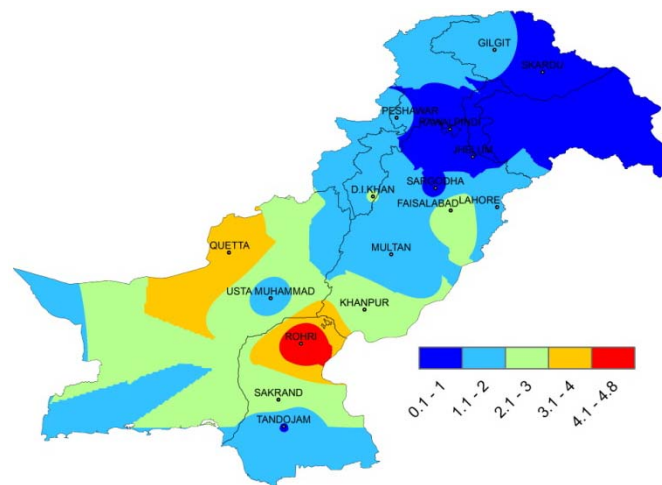 GILGIT
SKARDU
PESHAWAR
RAWALPINDI
JHELUM
SARGODHA
D.I.KHAN
FAISALABAD
LAHORE
QUETTA
MULTAN
USTA MUHAMMAD
KHANPUR
ROHRI
SAKRAND
TANDOJAM
0.1 - 1
1.1 - 2
2.1 - 3
3.1 - 4
4.1 - 4.8